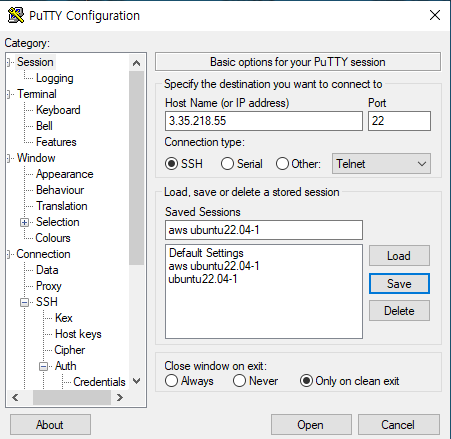 PuTTY Configuration
Category:
Session
Logging
Terminal
Keyboard
Bell
Features
Window
Appearance
Behaviour
Translation
Selection
Colours
Connection
Data
Proxy
SSH
Kex
Host keys
Cipher
Auth
Credentials
Basic options for your PuTTY session
Specify the destination you want to connect to
Host Name (or IP address) Port
3.35.218.55 22
Connection type:
SSH Serial Other: Telnet
Load, save or delete a stored session
Saved Sessions
aws ubuntu22.04-1
Default Settings
aws ubuntu22.04-1
ubuntu22.04-1
Load
Save
Delete
Close window on exit:
Always Never Only on clean exit
About Open Cancel